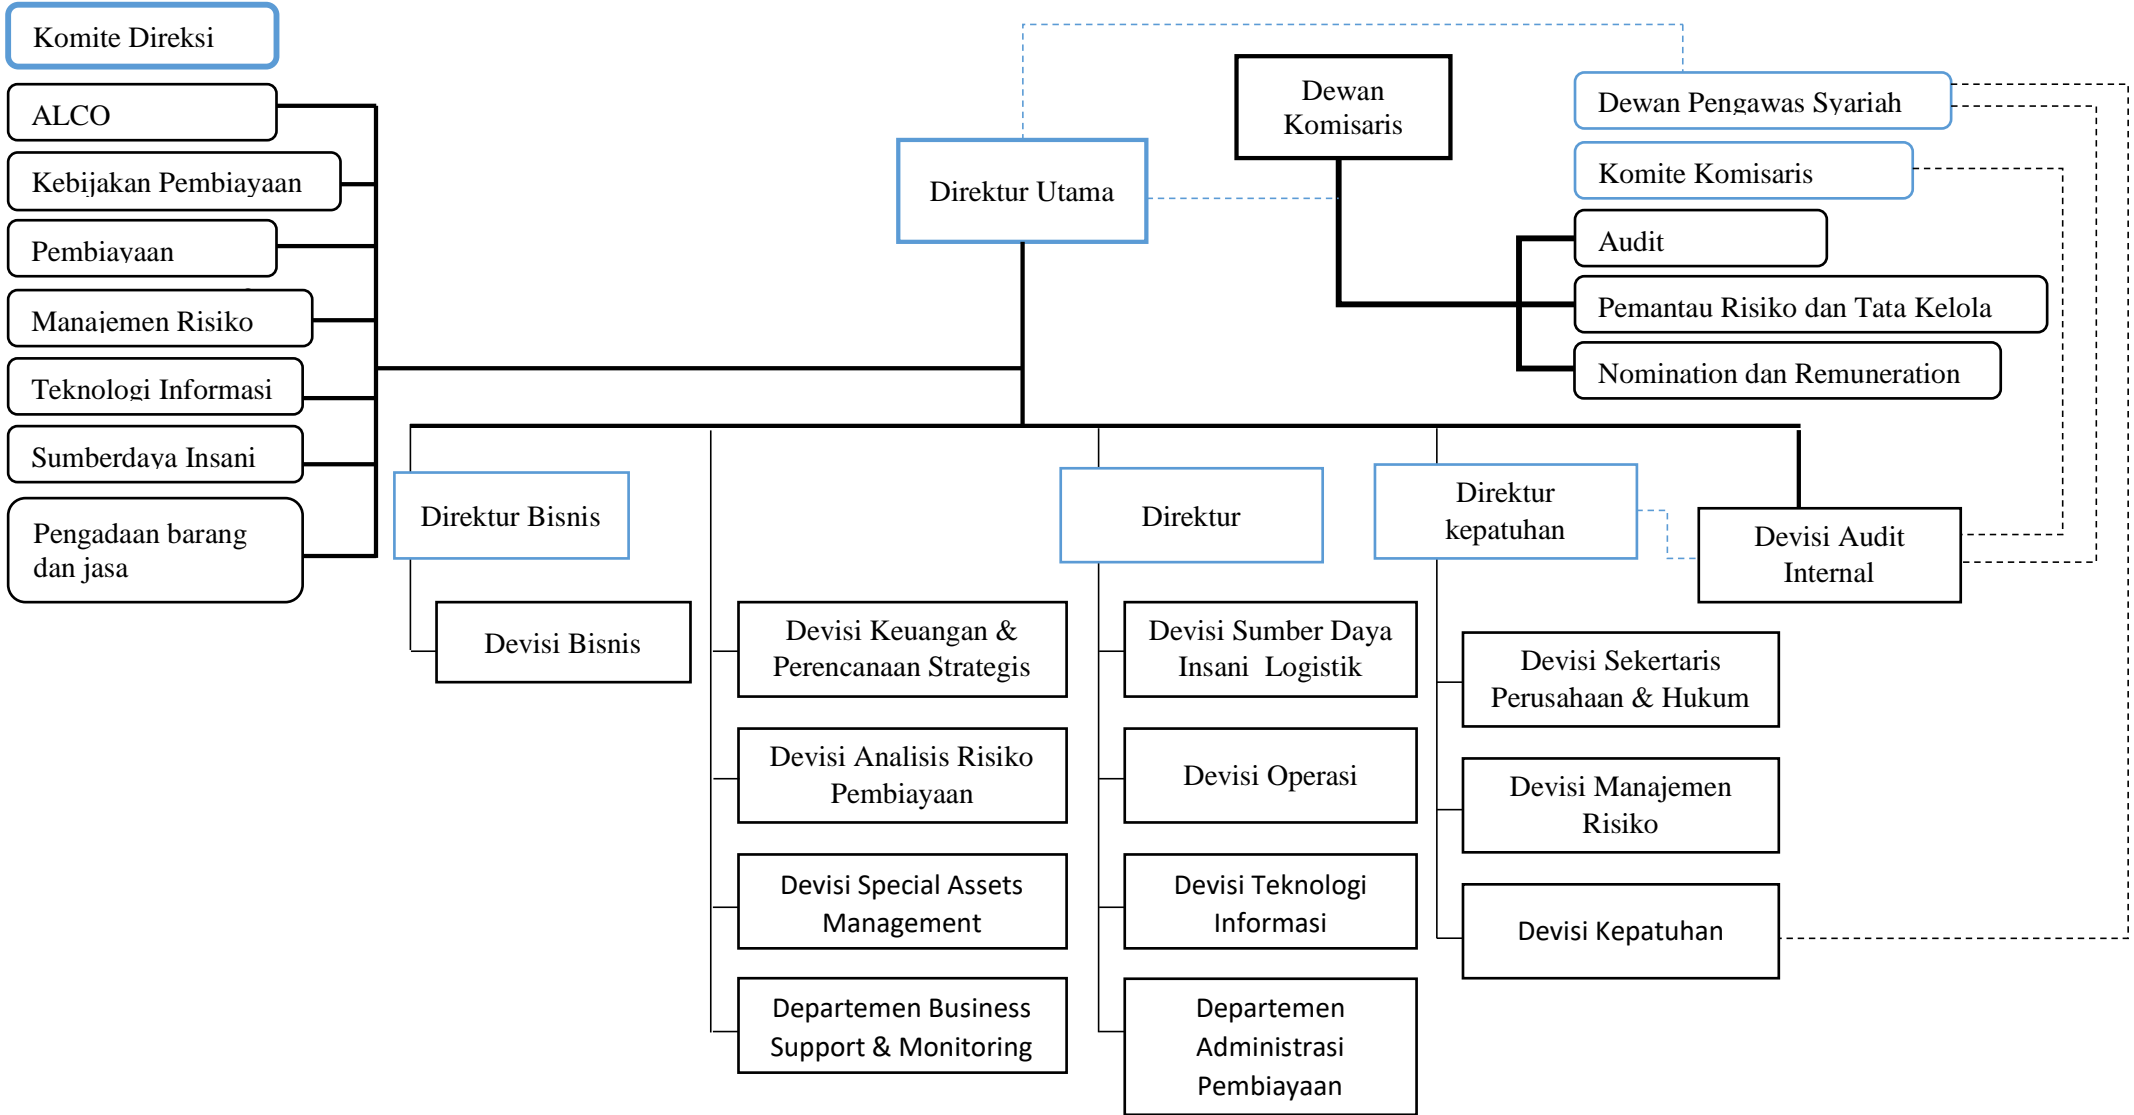 Komite Direksi
ALCO
Kebijakan Pembiayaan
Pembiayaan
Manajemen Risiko
Teknologi Informasi
Sumberdaya Insani
Pengadaan barang
dan jasa
Direktur Utama
Dewan
Komisaris
Dewan Pengawas Syariah
Komite Komisaris
Audit
Pemantau Risiko dan Tata Kelola
Nomination dan Remuneration
Direktur Bisnis
Direktur
Direktur
kepatuhan
Devisi Audit
Internal
Devisi Bisnis
Devisi Keuangan &
Perencanaan Strategis
Devisi Analisis Risiko
Pembiayaan
Devisi Special Assets
Management
Departemen Business
Support & Monitoring
Devisi Sumber Daya
Insani  Logistik
Devisi Operasi
Devisi Teknologi
Informasi
Departemen
Administrasi
Pembiayaan
Devisi Sekertaris
Perusahaan & Hukum
Devisi Manajemen
Risiko
Devisi Kepatuhan